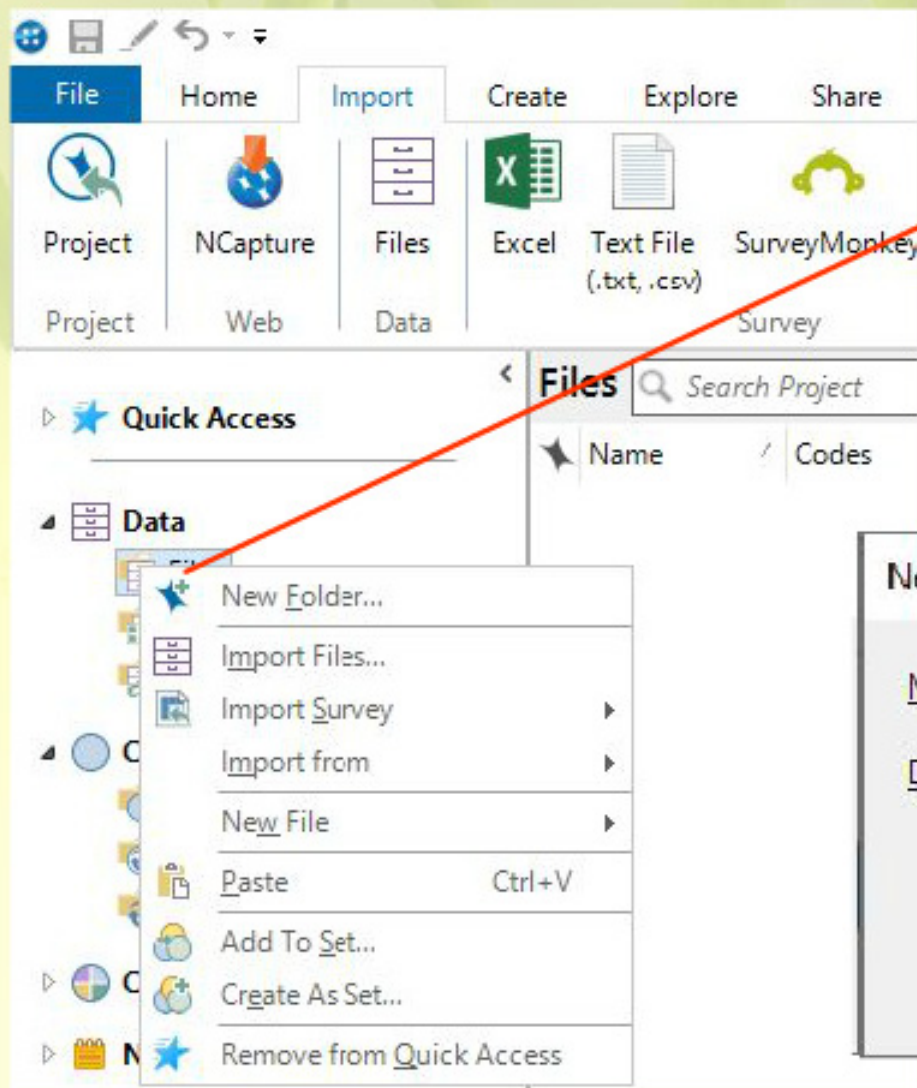 File Home Import Create Explore Share
Project NCapture Files Excel Text File SurveyMonkey
(.txt, .csv)
Project Web Data Survey
Files Search Project
Quick Access
Name Codes
Data
New Folder...
Import Files...
Import Survey
Import from
New File
Paste Ctrl+V
Add To Set...
Create As Set...
Remove from Quick Access